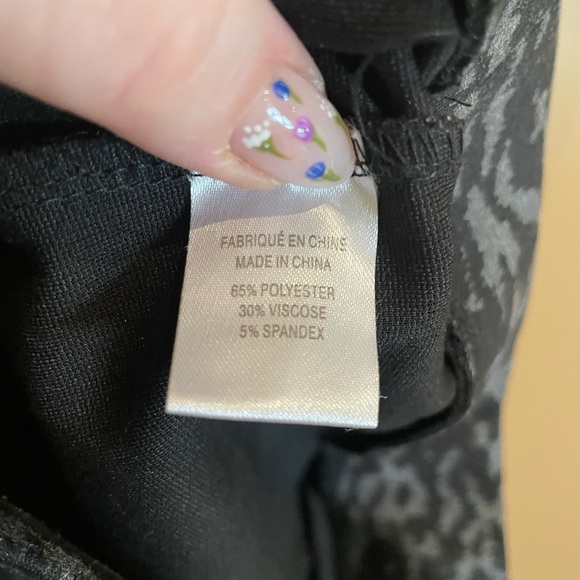 FABRIQUÉ EN CHINE
MADE IN CHINA
65% POLYESTER
30% VISCOSE
5% SPANDEX